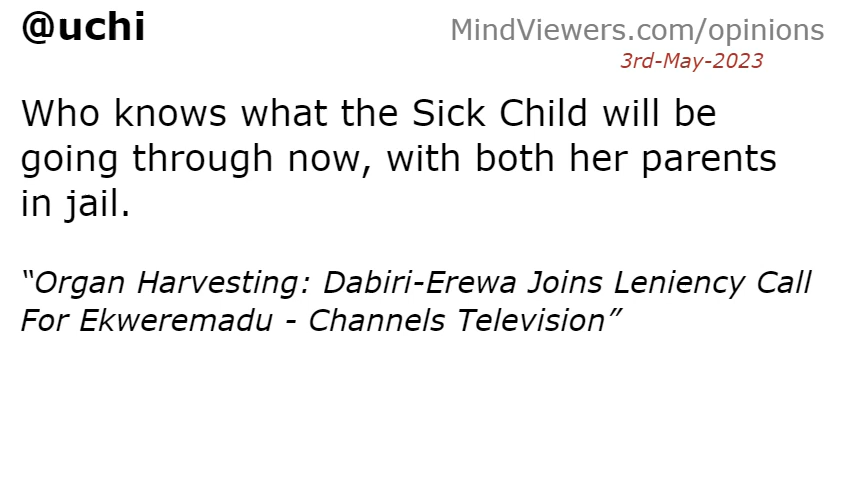 @uchi
MindViewers.com/opinions
3rd-May-2023
Who knows what the Sick Child will be
going through now, with both her parents
in jail.
“Organ Harvesting: Dabiri-Erewa Joins Leniency Call
For Ekweremadu - Channels Television”